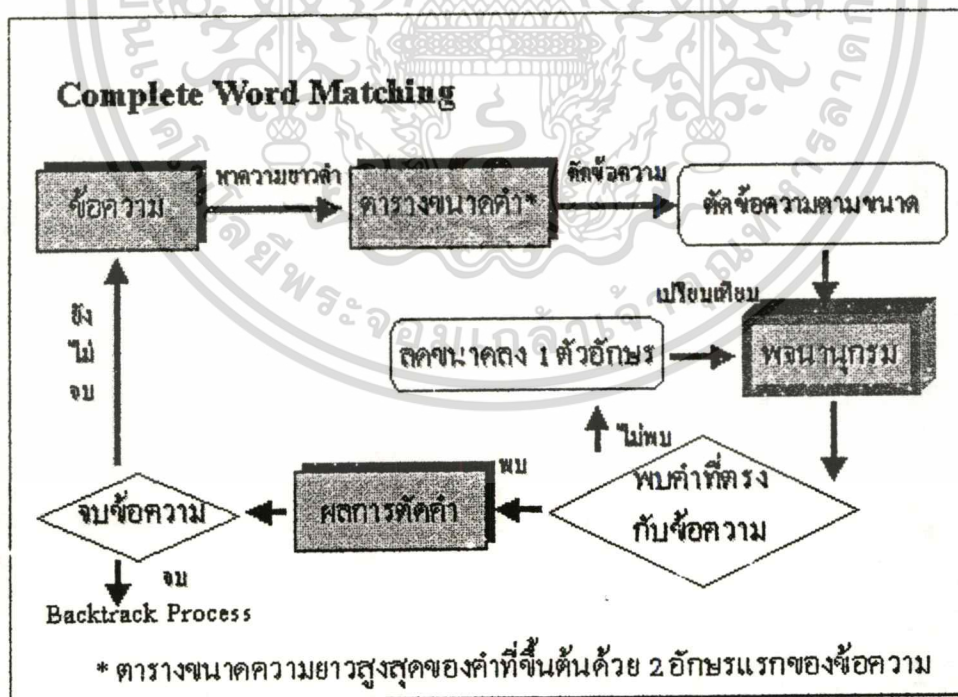 Complete Word Matching
ข้อความ
หาความยาวคำ
ตารางขนาดคำ*
ตัดข้อความ
ตัดข้อความตามขนาด
เปรียบเทียบ
พจนานุกรม
ลดขนาดลง 1 ตัวอักษร
ไม่พบ
พบคำที่ตรง
กับข้อความ
พบ
ผลการตัดคำ
จบข้อความ
ยัง
ไม่
จบ
จบ
Backtrack Process
* ตารางขนาดความยาวสูงสุดของคำที่ขึ้นต้นด้วย 2 อักษรแรกของข้อความ